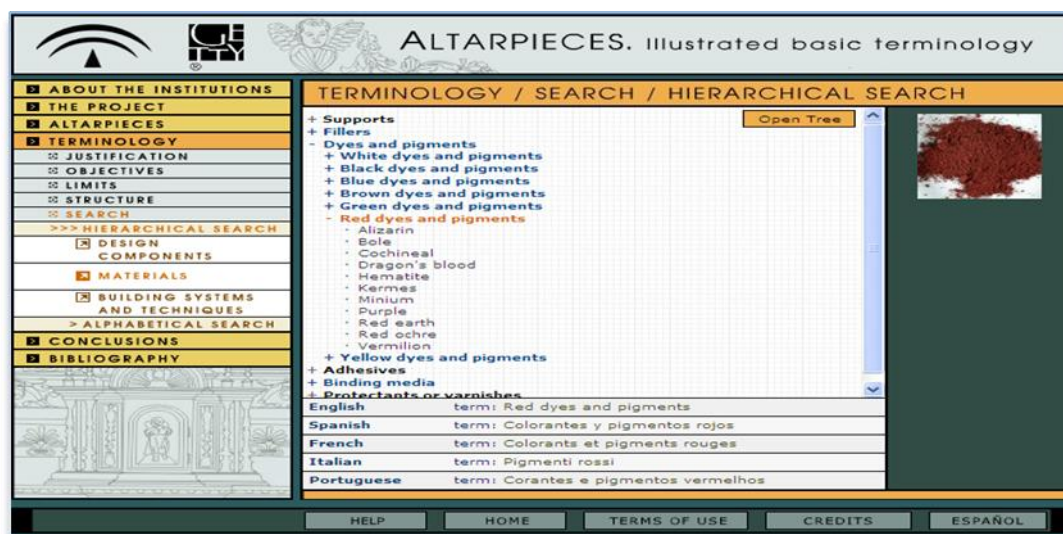 GETTY
®
ALTARPIECES. Illustrated basic terminology
ABOUT THE INSTITUTIONS
THE PROJECT
ALTARPIECES
TERMINOLOGY
JUSTIFICATION
OBJECTIVES
LIMITS
STRUCTURE
SEARCH
>>> HIERARCHICAL SEARCH
DESIGN
COMPONENTS
MATERIALS
BUILDING SYSTEMS
AND TECHNIQUES
> ALPHABETICAL SEARCH
CONCLUSIONS
BIBLIOGRAPHY
TERMINOLOGY / SEARCH / HIERARCHICAL SEARCH
Open Tree
+ Supports
+ Fillers
- Dyes and pigments
+ White dyes and pigments
+ Black dyes and pigments
+ Blue dyes and pigments
+ Brown dyes and pigments
+ Green dyes and pigments
- Red dyes and pigments
· Alizarin
· Bole
· Cochineal
· Dragon's blood
· Hematite
· Kermes
· Minium
· Purple
· Red earth
· Red ochre
· Vermilion
+ Yellow dyes and pigments
+ Adhesives
+ Binding media
+ Protectants or varnishes
English term: Red dyes and pigments
Spanish term: Colorantes y pigmentos rojos
French term: Colorants et pigments rouges
Italian term: Pigmenti rossi
Portuguese term: Corantes e pigmentos vermelhos
HELP HOME TERMS OF USE CREDITS ESPAÑOL